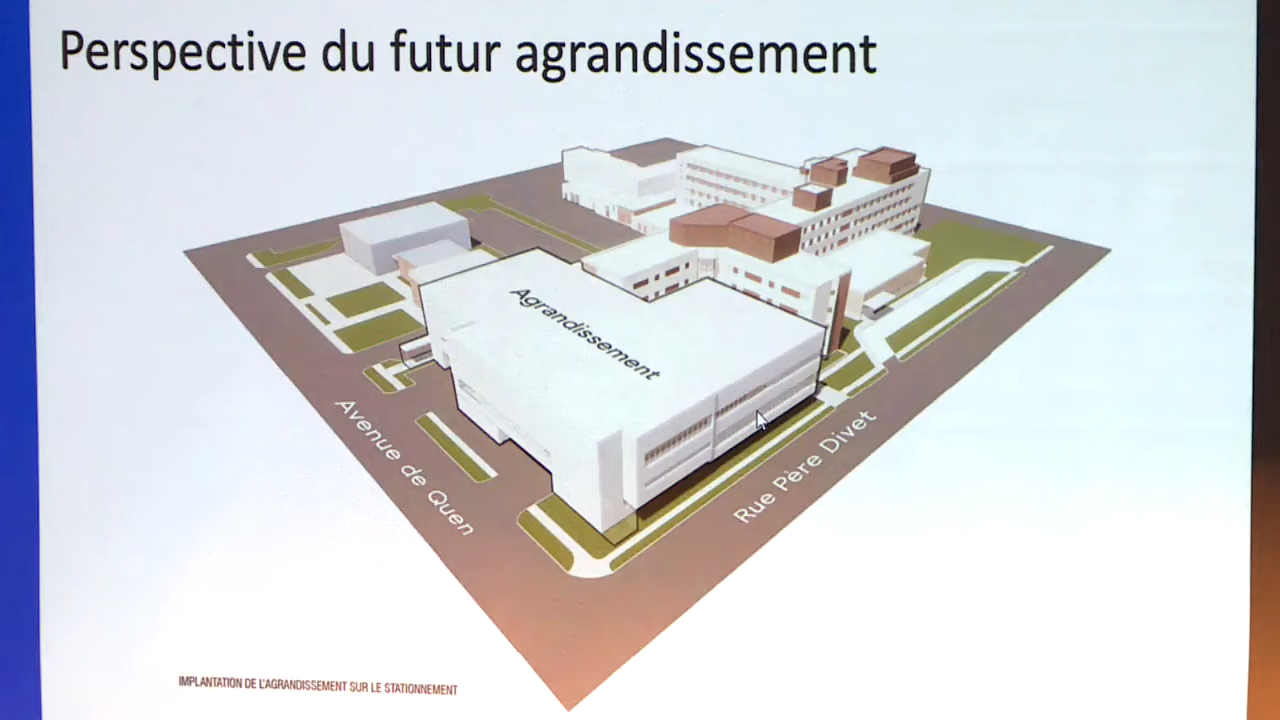 Perspective du futur agrandissement
Agrandissement
Avenue de Quen
Rue Père Divet
IMPLANTATION DE L'AGRANDISSEMENT SUR LE STATIONNEMENT